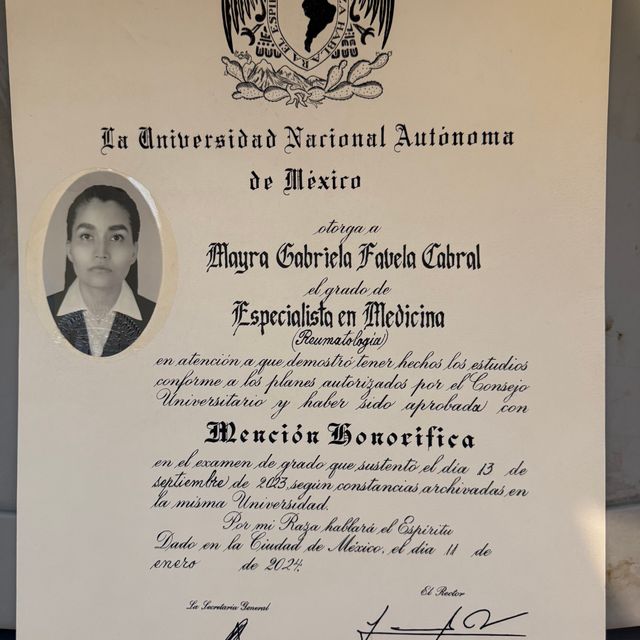 LA HABLARA EL ESPIRI
La Universidad Nacional Autónoma
de México
otorga a
Mayra Gabriela Favela Cabral
el grado de
Especialista en Medicina
(Reumatología)
en atención a que demostró tener hechos los estudios
conforme a los planes autorizados por el Consejo
Universitario y haber sido aprobada con
Mención Honorífica
en el examen de grado que sustentó el día 13 de
septiembre de 2023, según constancias archivadas en
la misma Universidad.
Por mi Raza hablará el Espíritu
Dado en la Ciudad de México, el día 11 de
enero de 2024.
El Rector
La Secretaria General